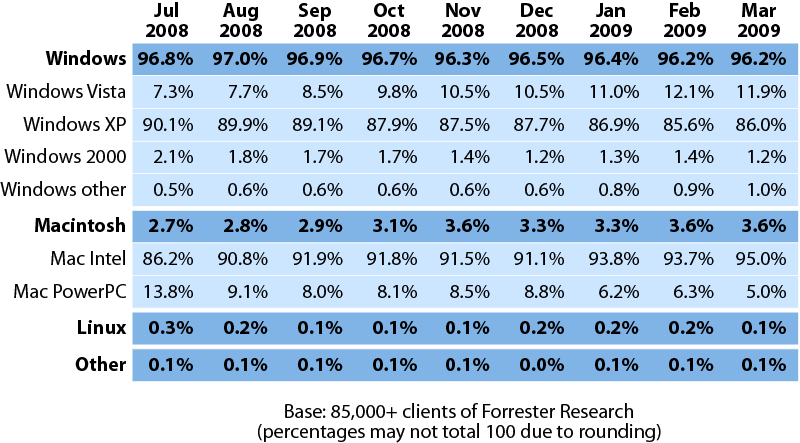 Jul Aug Sep Oct Nov Dec Jan Feb Mar
2008 2008 2008 2008 2008 2008 2009 2009 2009
Windows 96.8% 97.0% 96.9% 96.7% 96.3% 96.5% 96.4% 96.2% 96.2%
Windows Vista 7.3% 7.7% 8.5% 9.8% 10.5% 10.5% 11.0% 12.1% 11.9%
Windows XP 90.1% 89.9% 89.1% 87.9% 87.5% 87.7% 86.9% 85.6% 86.0%
Windows 2000 2.1% 1.8% 1.7% 1.7% 1.4% 1.2% 1.3% 1.4% 1.2%
Windows other 0.5% 0.6% 0.6% 0.6% 0.6% 0.6% 0.8% 0.9% 1.0%
Macintosh 2.7% 2.8% 2.9% 3.1% 3.6% 3.3% 3.3% 3.6% 3.6%
Mac Intel 86.2% 90.8% 91.9% 91.8% 91.5% 91.1% 93.8% 93.7% 95.0%
Mac PowerPC 13.8% 9.1% 8.0% 8.1% 8.5% 8.8% 6.2% 6.3% 5.0%
Linux 0.3% 0.2% 0.1% 0.1% 0.1% 0.2% 0.2% 0.2% 0.1%
Other 0.1% 0.1% 0.1% 0.1% 0.1% 0.0% 0.1% 0.1% 0.1%
Base: 85,000+ clients of Forrester Research
(percentages may not total 100 due to rounding)